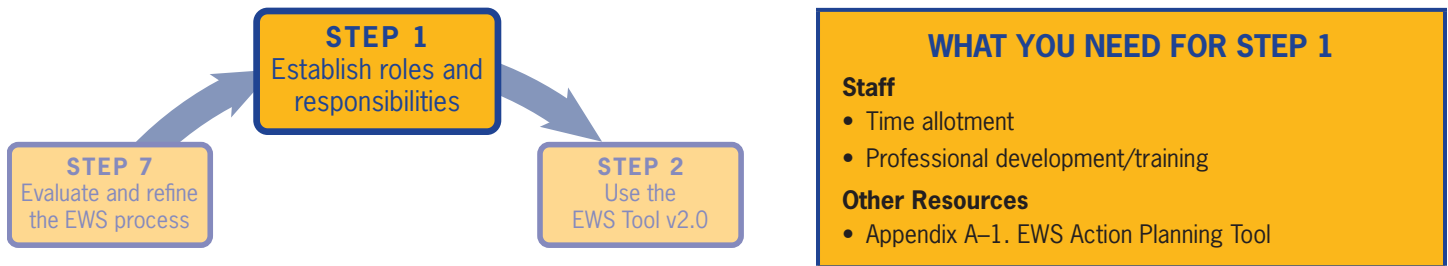 STEP 1
Establish roles and
responsibilities
STEP 7
Evaluate and refine
the EWS process
STEP 2
Use the
EWS Tool v2.0
WHAT YOU NEED FOR STEP 1
Staff
• Time allotment
• Professional development/training
Other Resources
• Appendix A–1. EWS Action Planning Tool